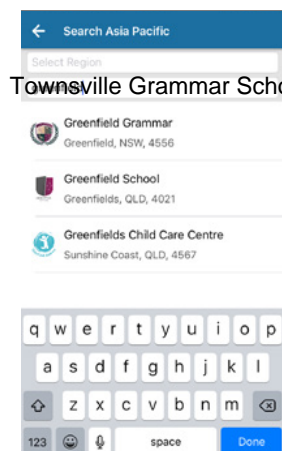 Search Asia Pacific
Select Region
Townsville Grammar Scho
Greenfield Grammar
Greenfield, NSW, 4556
Greenfield School
Greenfields, QLD, 4021
Greenfields Child Care Centre
Sunshine Coast, QLD, 4567
q w e r t y u i o p
a s d f g h j k l
z x c v b n m
123 space Done